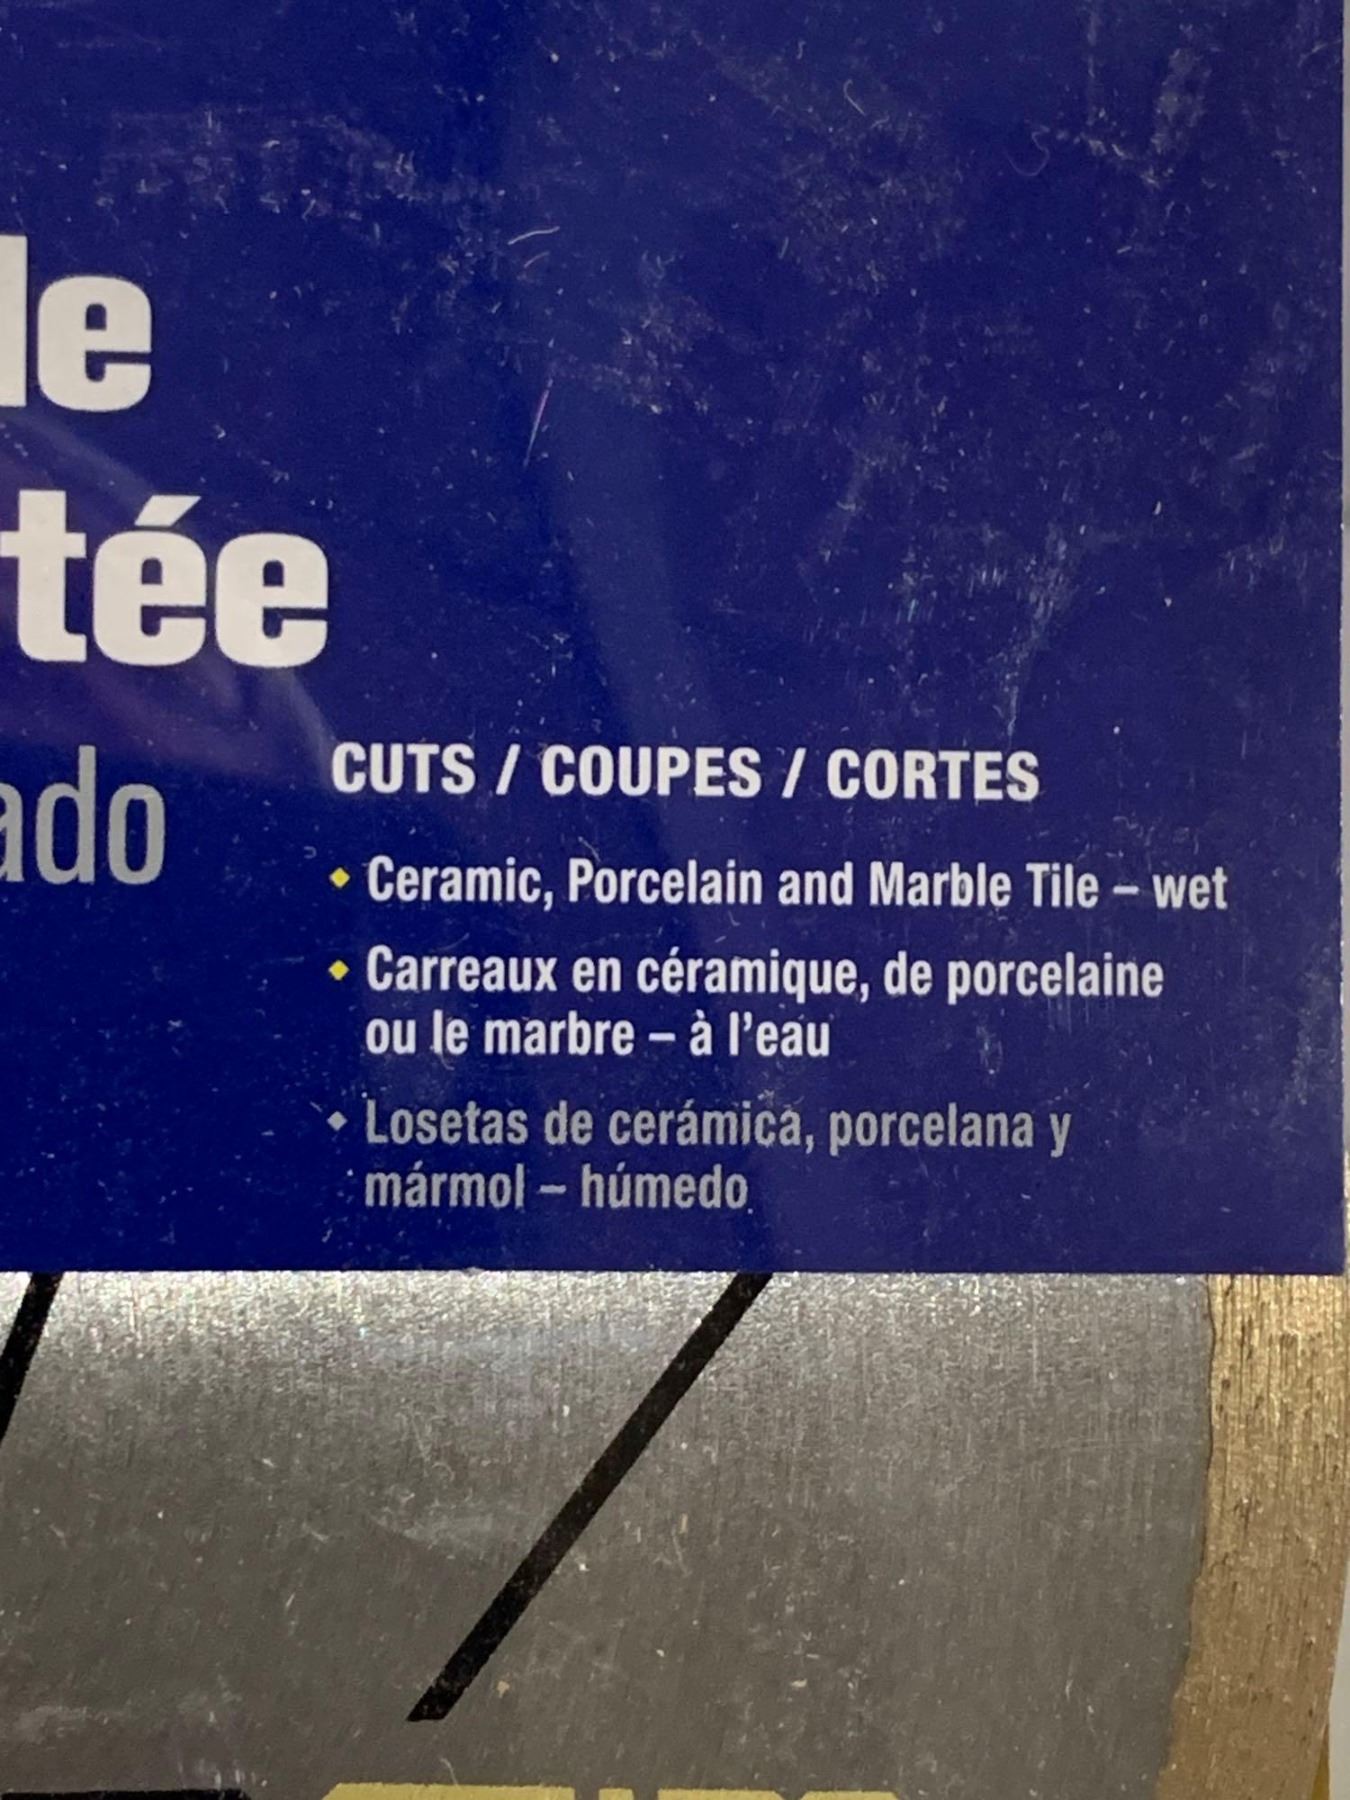 le
tée
ado
CUTS / COUPES / CORTES
Ceramic, Porcelain and Marble Tile – wet
Carreaux en céramique, de porcelaine
ou le marbre – à l'eau
Losetas de cerámica, porcelana y
mármol – húmedo